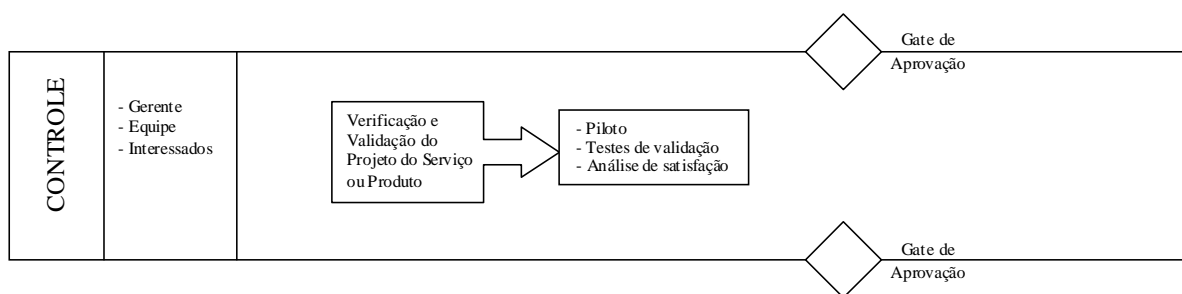 Gate de
Aprovação
CONTROLE
- Gerente
- Equipe
- Interessados
Verificação e
Validação do
Projeto do Serviço
ou Produto
- Piloto
- Testes de validação
- Análise de satisfação
Gate de
Aprovação